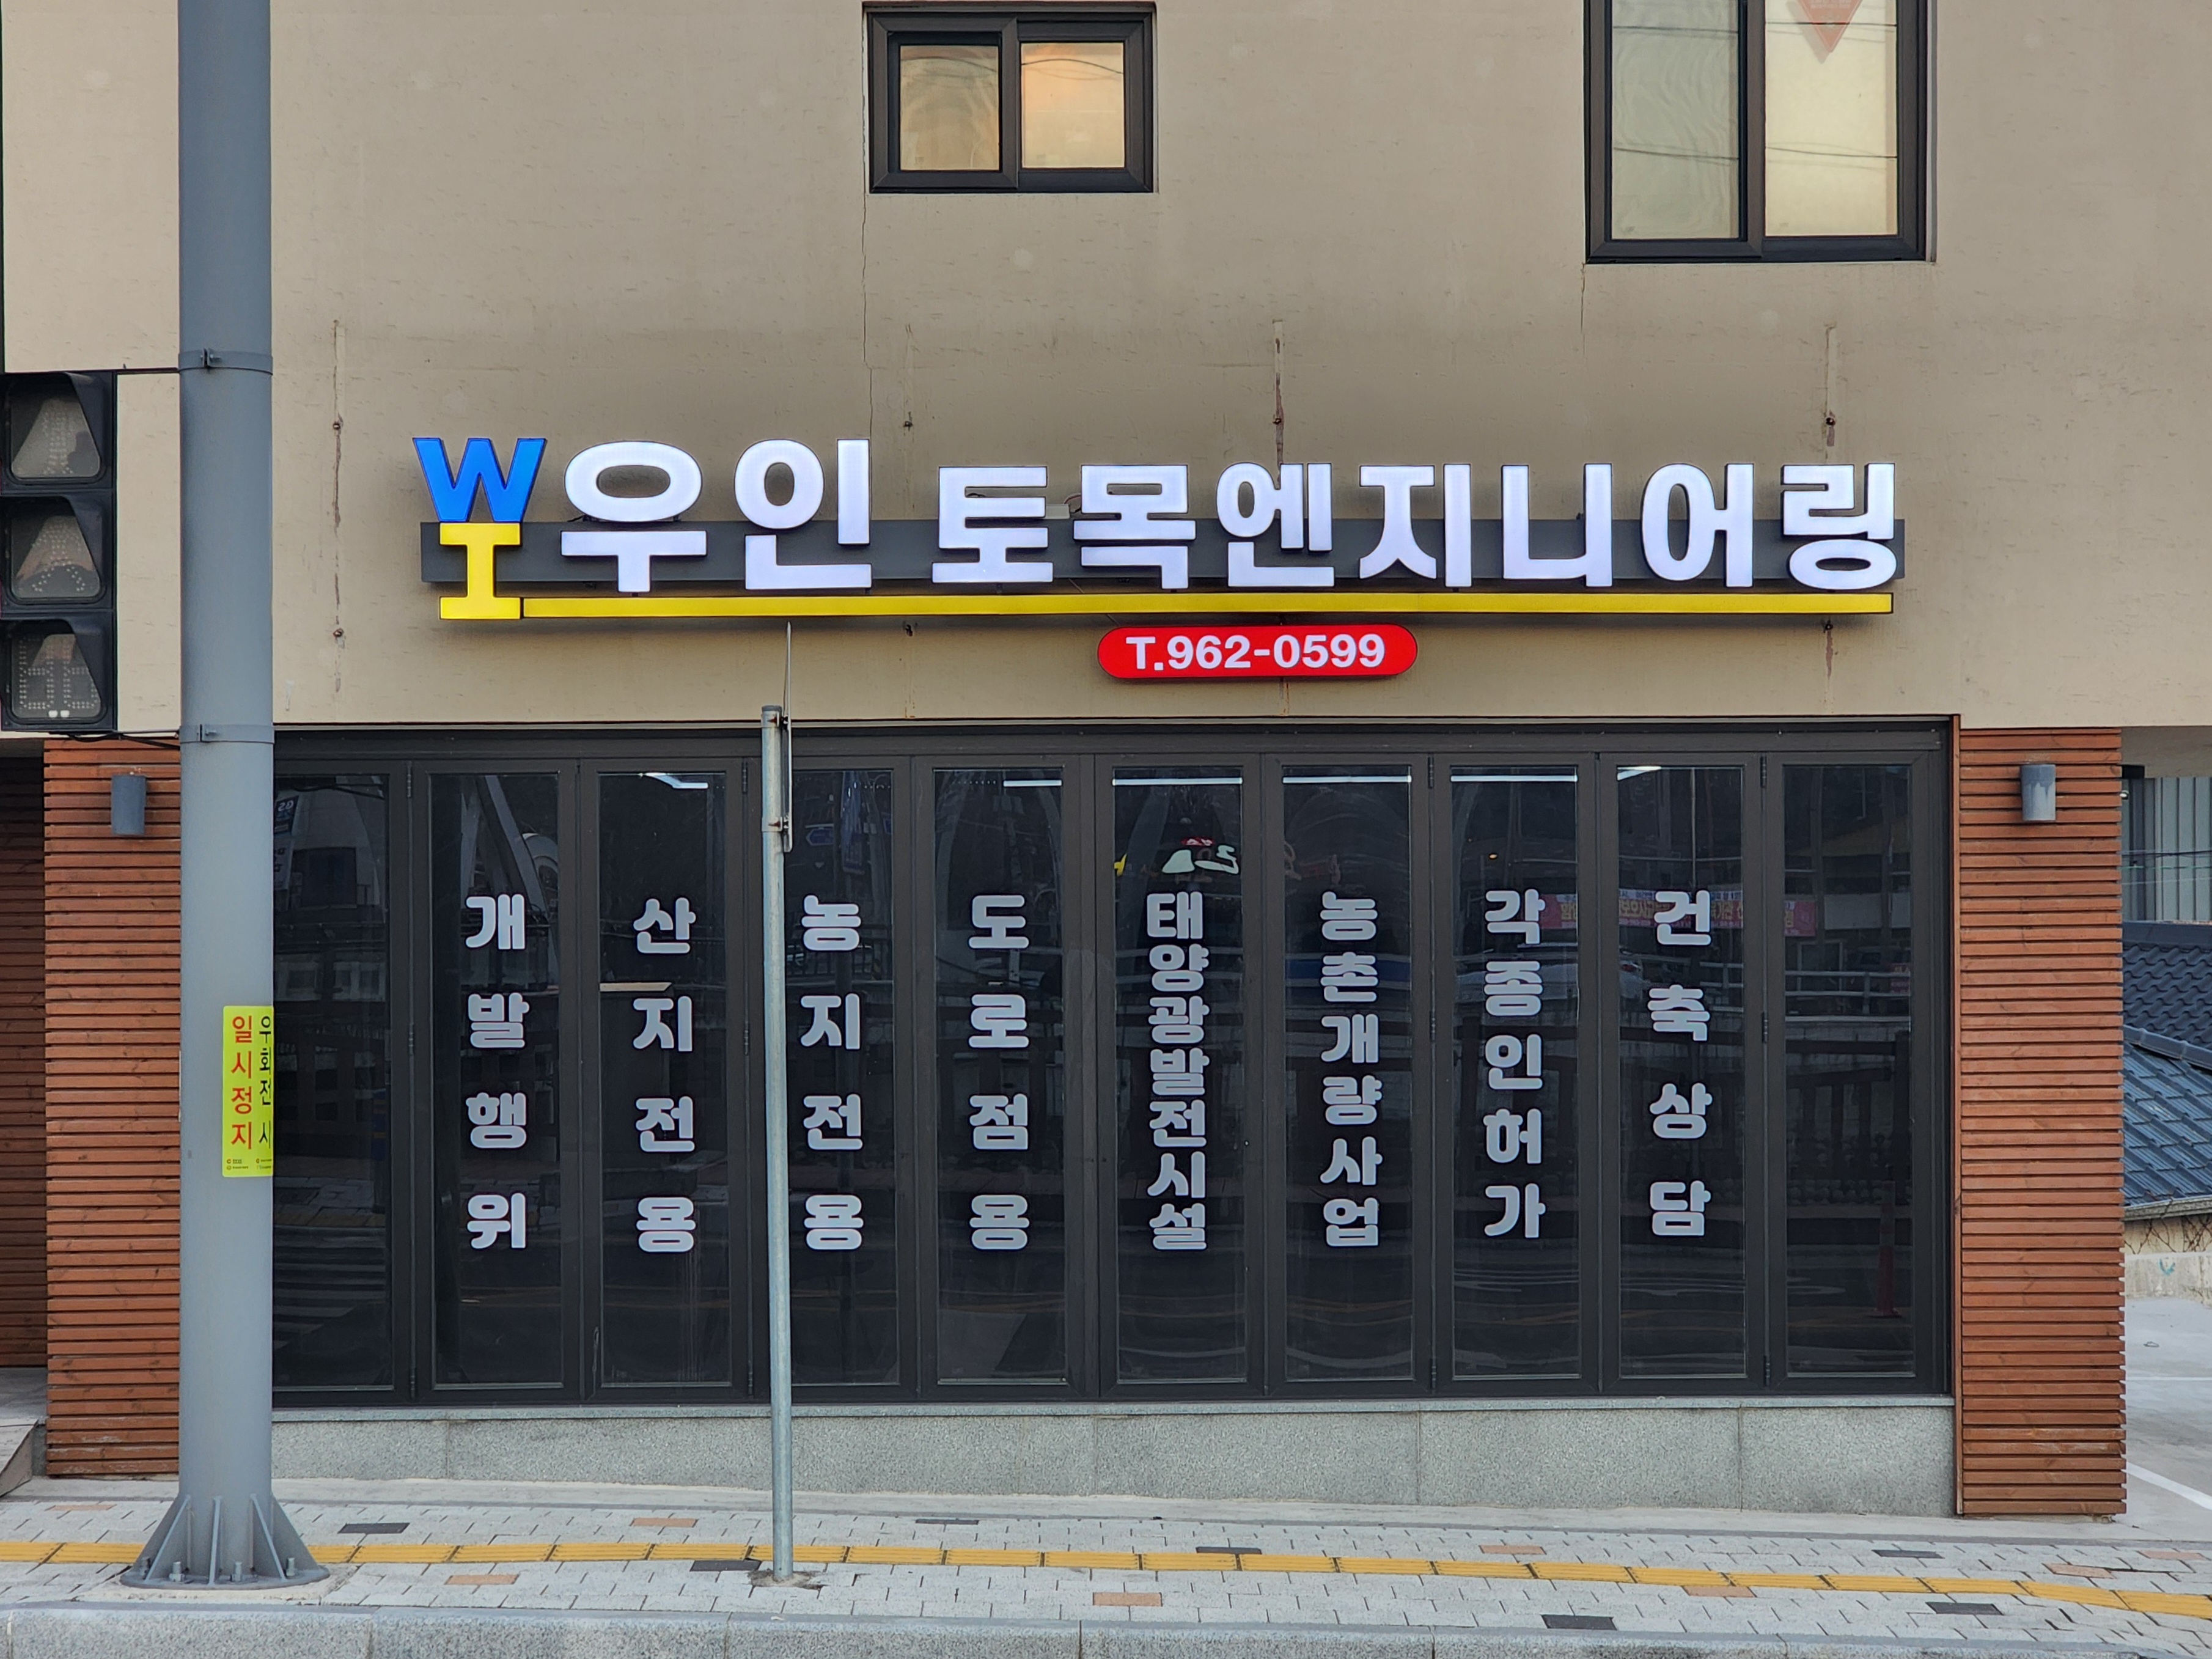 WI
우인 토목엔지니어링
T.962-0599
개발행위
산지전용
농지전용
도로점용
태양광발전시설
농촌개량사업
각종인허가
건축상담
우회전 시
일시정지